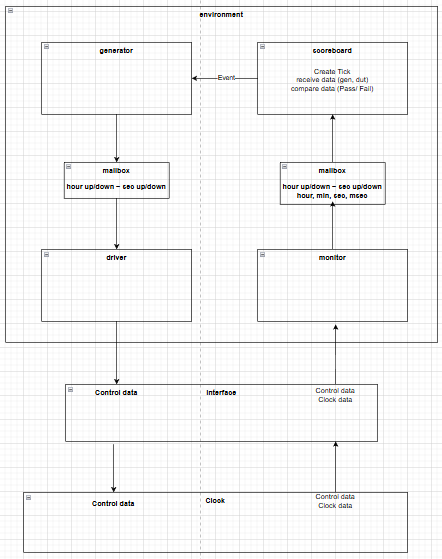 environment
generator
scoreboard
Create Tick
receive data (gen, dut)
compare data (Pass/ Fail)
Event
mailbox
hour up/down ~ sec up/down
mailbox
hour up/down ~ sec up/down
hour, min, sec, msec
driver
monitor
Control data
Interface
Control data
Clock data
Control data
Clock
Control data
Clock data